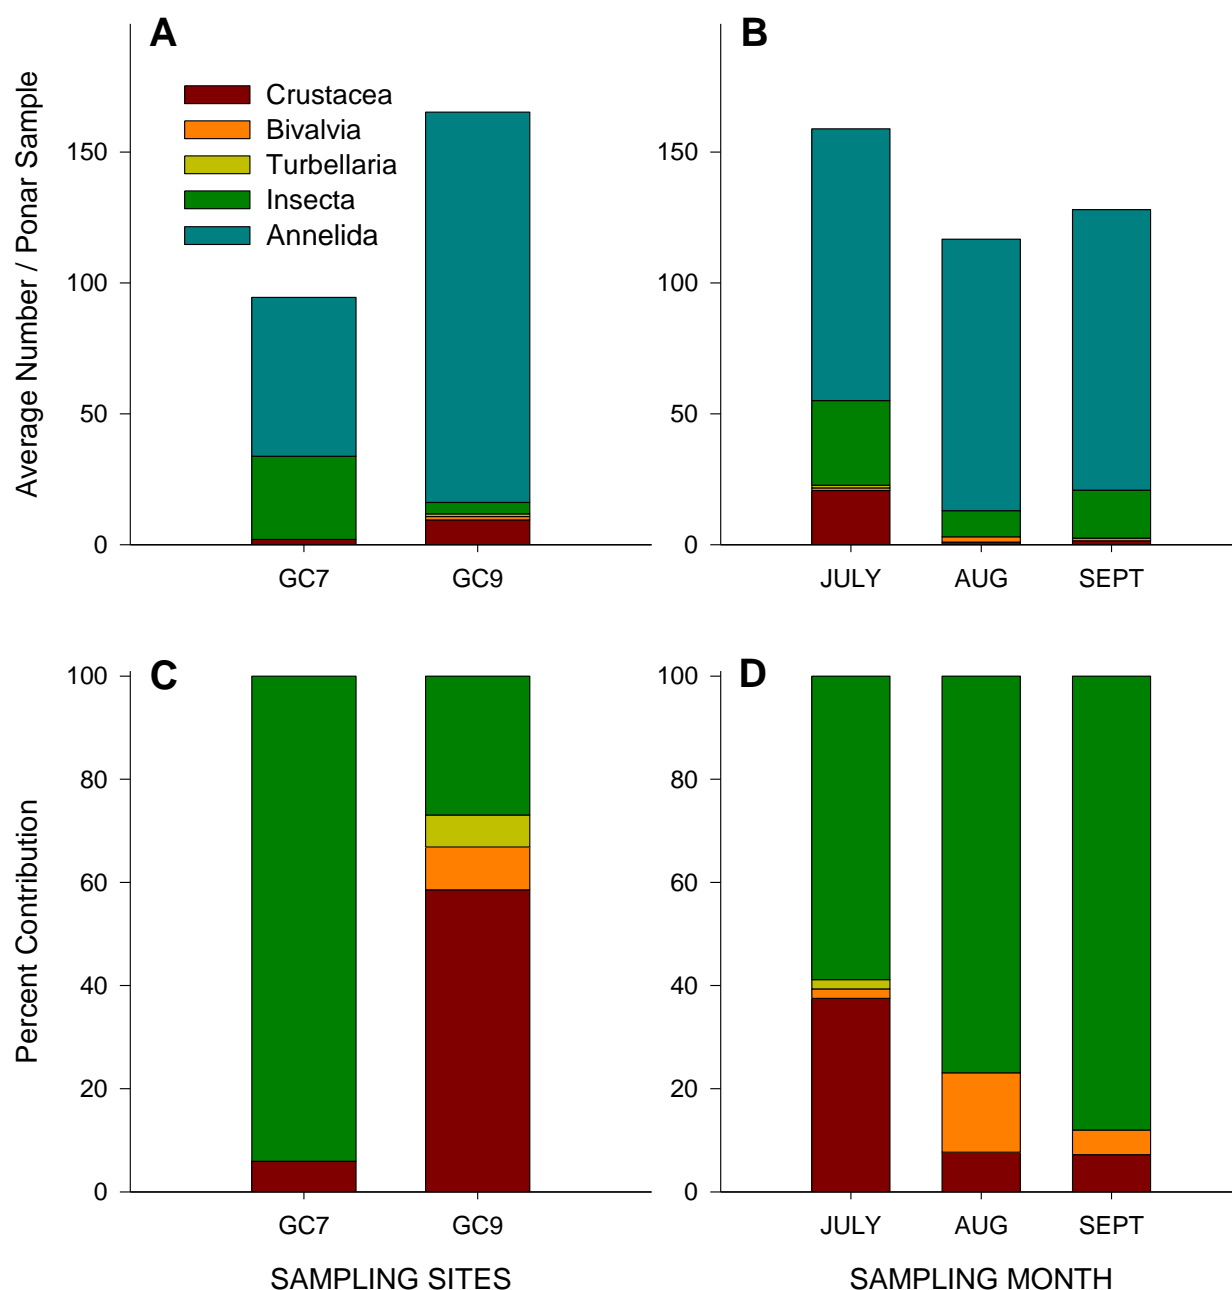 A
Crustacea
Bivalvia
Turbellaria
Insecta
Annelida
Average Number / Ponar Sample
150
100
50
0
GC7 GC9
B
150
100
50
0
JULY AUG SEPT
C
100
80
60
40
20
0
Percent Contribution
GC7 GC9
SAMPLING SITES
D
100
80
60
40
20
0
JULY AUG SEPT
SAMPLING MONTH